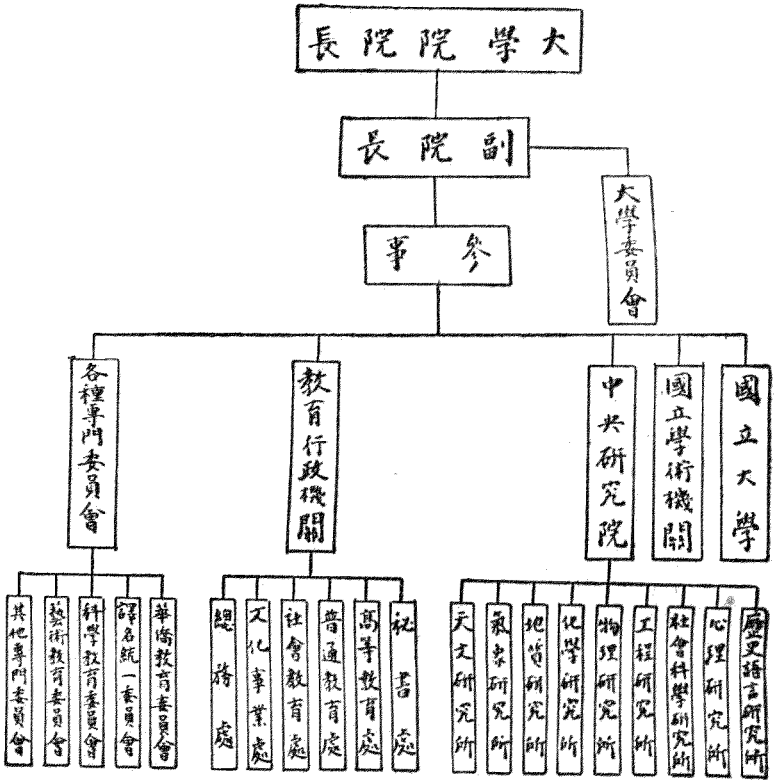 大學院院長
副院長
大學委員會
參事
國立大學
國立學術機關
中央研究院
教育行政機關
各種專門委員會
歷史語言研究所
心理研究所
社會科學研究所
工程研究所
物理研究所
化學研究所
地質研究所
氣象研究所
天文研究所
祕書處
高等教育處
普通教育處
社會教育處
文化事業處
總務處
華僑教育委員會
譯名統一委員會
科學教育委員會
藝術教育委員會
其他專門委員會